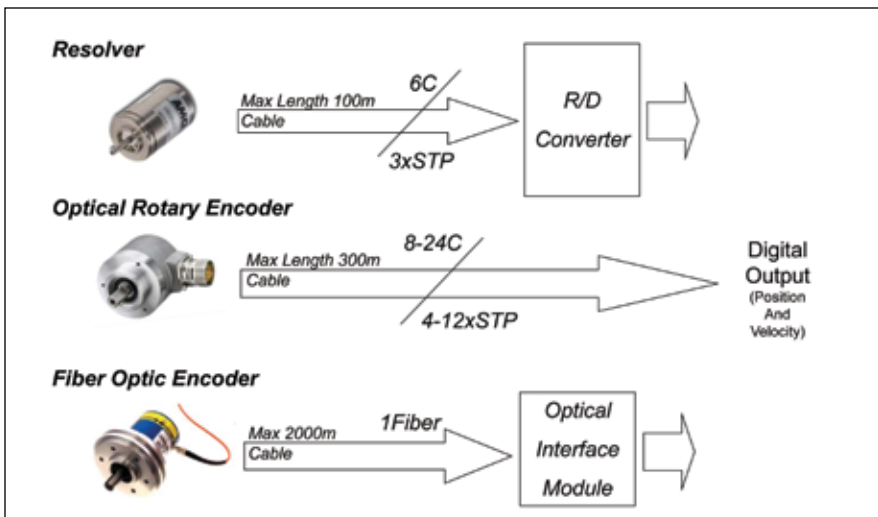 Resolver
Max Length 100m
Cable
6C
3xSTP
R/D
Converter
Optical Rotary Encoder
Max Length 300m
Cable
8-24C
4-12xSTP
Digital
Output
(Position
And
Velocity)
Fiber Optic Encoder
Max 2000m
Cable
1Fiber
Optical
Interface
Module